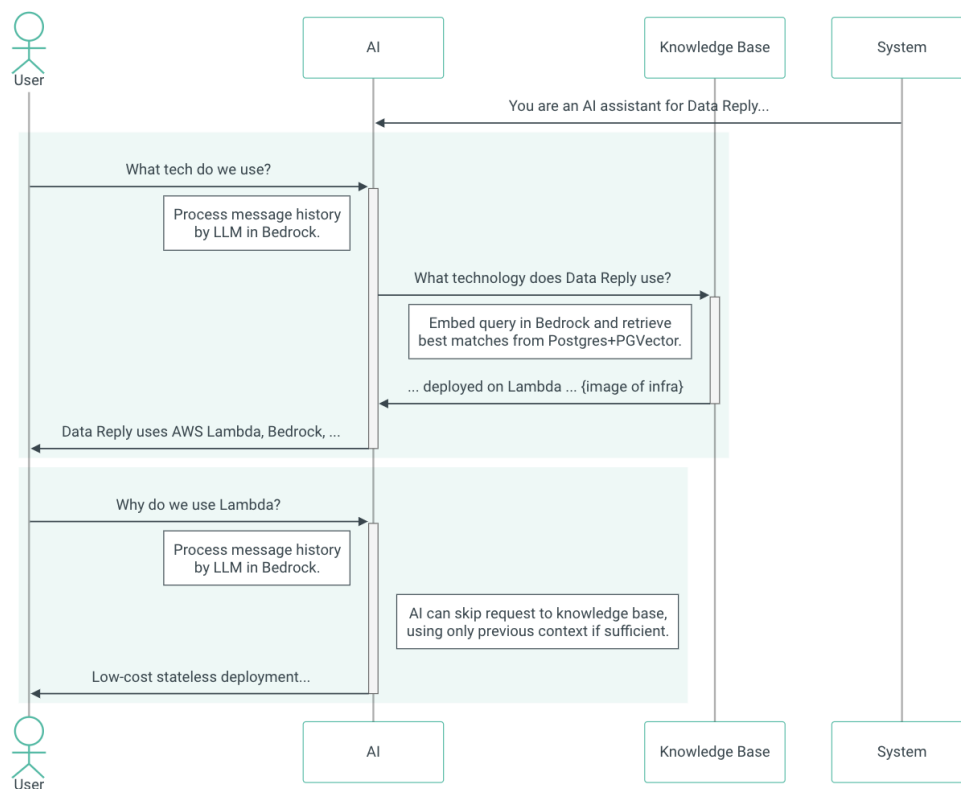 User
AI
Knowledge Base
System
You are an AI assistant for Data Reply...
What tech do we use?
Process message history
by LLM in Bedrock.
What technology does Data Reply use?
Embed query in Bedrock and retrieve
best matches from Postgres+PGVector.
... deployed on Lambda ... {image of infra}
Data Reply uses AWS Lambda, Bedrock, ...
Why do we use Lambda?
Process message history
by LLM in Bedrock.
AI can skip request to knowledge base,
using only previous context if sufficient.
Low-cost stateless deployment...
User
AI
Knowledge Base
System